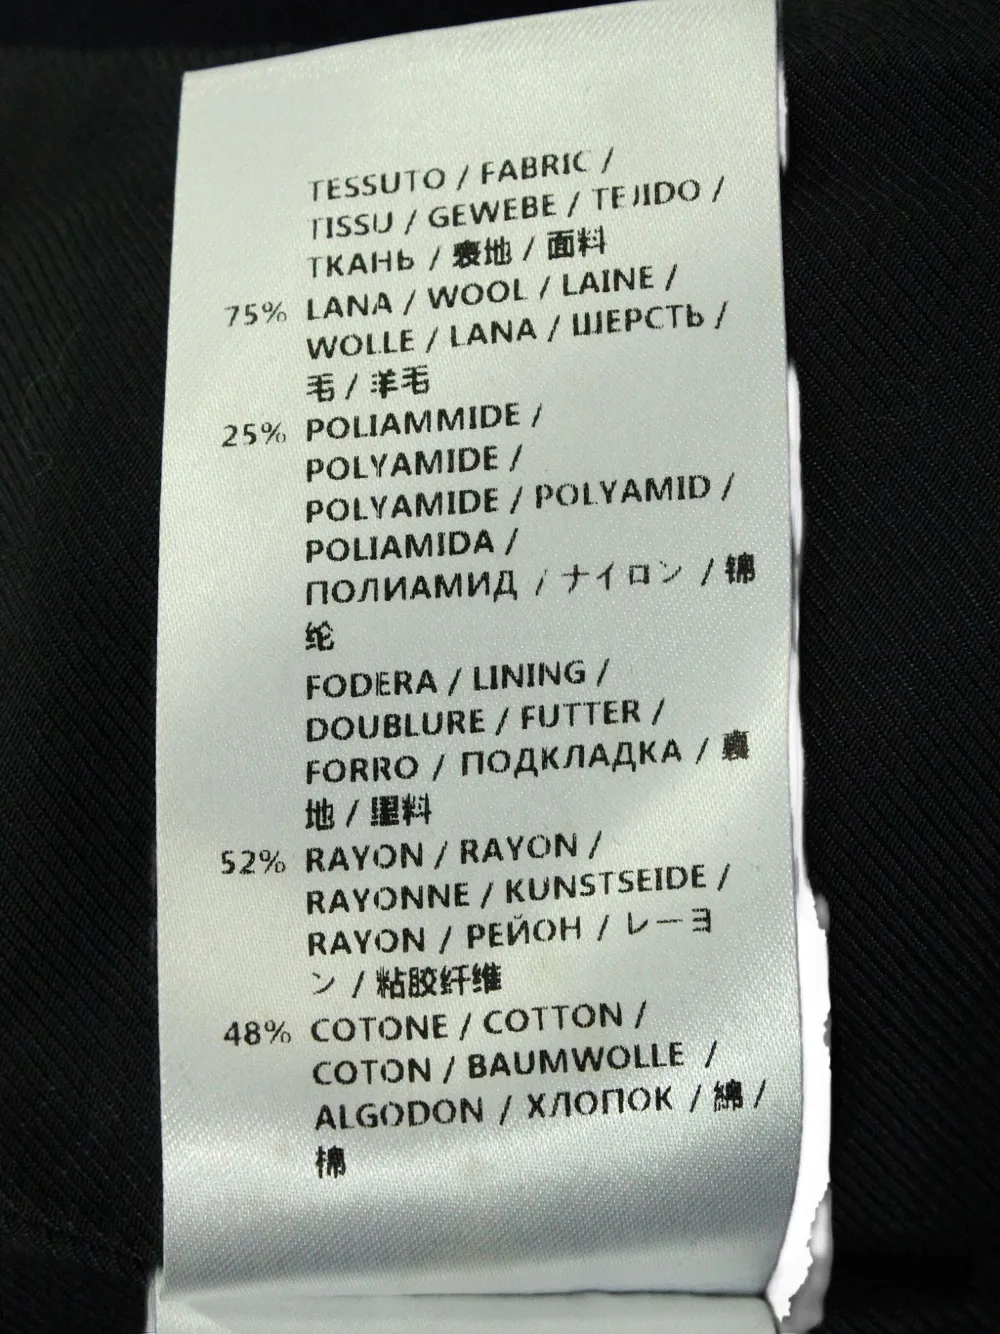 TESSUTO / FABRIC /
TISSU / GEWEBE / TEJIDO /
ТКАНЬ / 表地 / 面料
75% LANA / WOOL / LAINE /
WOLLE / LANA / ШЕРСТЬ /
毛 / 羊毛
25% POLIAMMIDE /
POLYAMIDE /
POLYAMIDE / POLYAMID /
POLIAMIDA /
ПОЛИАМИД / ナイロン / 锦
纶
FODERA / LINING /
DOUBLURE / FUTTER /
FORRO / ПОДКЛАДКА / 裏
地 / 里料
52% RAYON / RAYON /
RAYONNE / KUNSTSEIDE /
RAYON / РЕЙОН / レーヨ
ン / 粘胶纤维
48% COTONE / COTTON /
COTON / BAUMWOLLE /
ALGODON / ХЛОПОК / 綿 /
棉